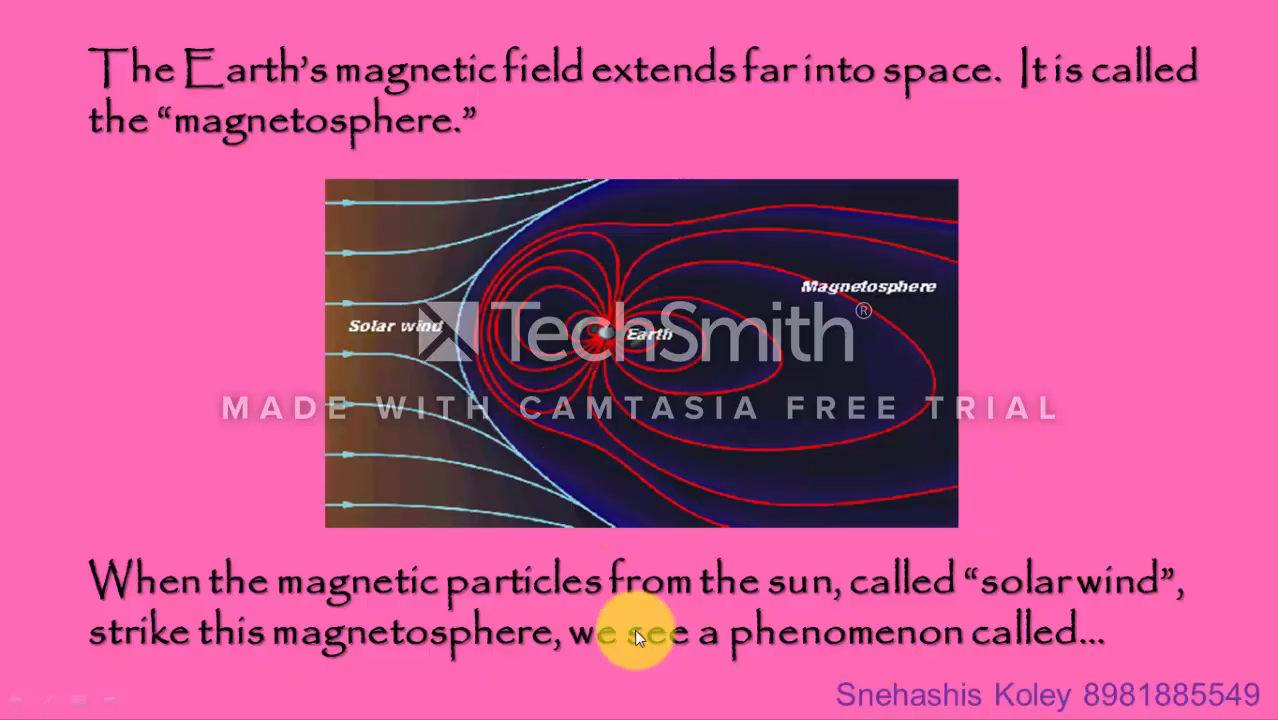 The Earth's magnetic field extends far into space. It is called
the “magnetosphere.”
Magnetosphere
Solar wind
TechSmith®
Earth
MADE WITH CAMTASIA FREE TRIAL
When the magnetic particles from the sun, called “solar wind”,
strike this magnetosphere, we see a phenomenon called...
Snehashis Koley 8981885549